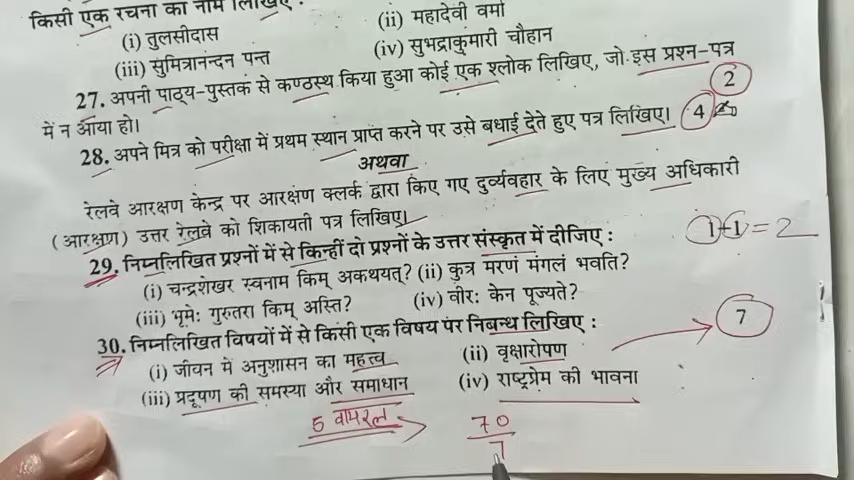 किसी एक रचना का नाम लिखिए :
(i) तुलसीदास (ii) महादेवी वर्मा
(iii) सुमित्रानन्दन पन्त (iv) सुभद्राकुमारी चौहान
27. अपनी पाठ्य-पुस्तक से कण्ठस्थ किया हुआ कोई एक श्लोक लिखिए, जो इस प्रश्न-पत्र
में न आया हो। 2
28. अपने मित्र को परीक्षा में प्रथम स्थान प्राप्त करने पर उसे बधाई देते हुए पत्र लिखिए। 4
अथवा
रेलवे आरक्षण केन्द्र पर आरक्षण क्लर्क द्वारा किए गए दुर्व्यवहार के लिए मुख्य अधिकारी
(आरक्षण) उत्तर रेलवे को शिकायती पत्र लिखिए।
29. निम्नलिखित प्रश्नों में से किन्हीं दो प्रश्नों के उत्तर संस्कृत में दीजिए : 1+1=2
(i) चन्द्रशेखर स्वनाम किम् अकथयत्? (ii) कुत्र मरणं मंगलं भवति?
(iii) भूमेः गुरुतरा किम् अस्ति? (iv) वीरः केन पूज्यते?
30. निम्नलिखित विषयों में से किसी एक विषय पर निबन्ध लिखिए : 7
(i) जीवन में अनुशासन का महत्त्व (ii) वृक्षारोपण
(iii) प्रदूषण की समस्या और समाधान (iv) राष्ट्रप्रेम की भावना
5 वायरल 70
7